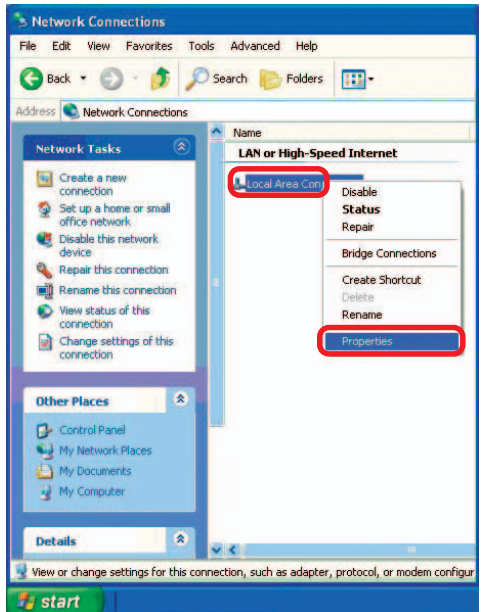 Network Connections
File Edit View Favorites Tools Advanced Help
Back Search Folders
Address Network Connections
Name
Network Tasks
LAN or High-Speed Internet
Create a new
connection
Set up a home or small
office network
Disable this network
device
Repair this connection
Rename this connection
View status of this
connection
Change settings of this
connection
Local Area Con
Disable
Status
Repair
Bridge Connections
Create Shortcut
Delete
Rename
Properties
Other Places
Control Panel
My Network Places
My Documents
My Computer
Details
View or change settings for this connection, such as adapter, protocol, or modem configur
start